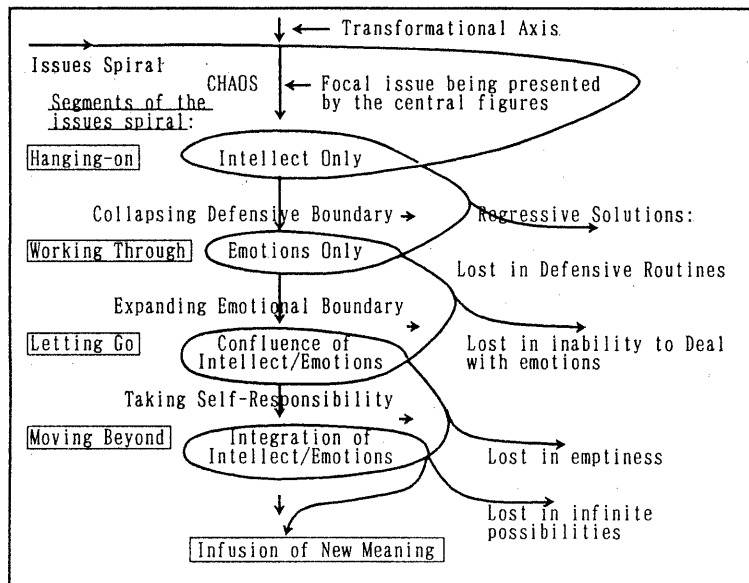 Transformational Axis
Issues Spiral
CHAOS
Focal issue being presented
by the central figures
Segments of the
issues spiral:
Hanging-on
Intellect Only
Collapsing Defensive Boundary
Regressive Solutions:
Working Through
Emotions Only
Lost in Defensive Routines
Expanding Emotional Boundary
Letting Go
Confluence of
Intellect/Emotions
Lost in inability to Deal
with emotions
Taking Self-Responsibility
Moving Beyond
Integration of
Intellect/Emotions
Lost in emptiness
Lost in infinite
possibilities
Infusion of New Meaning